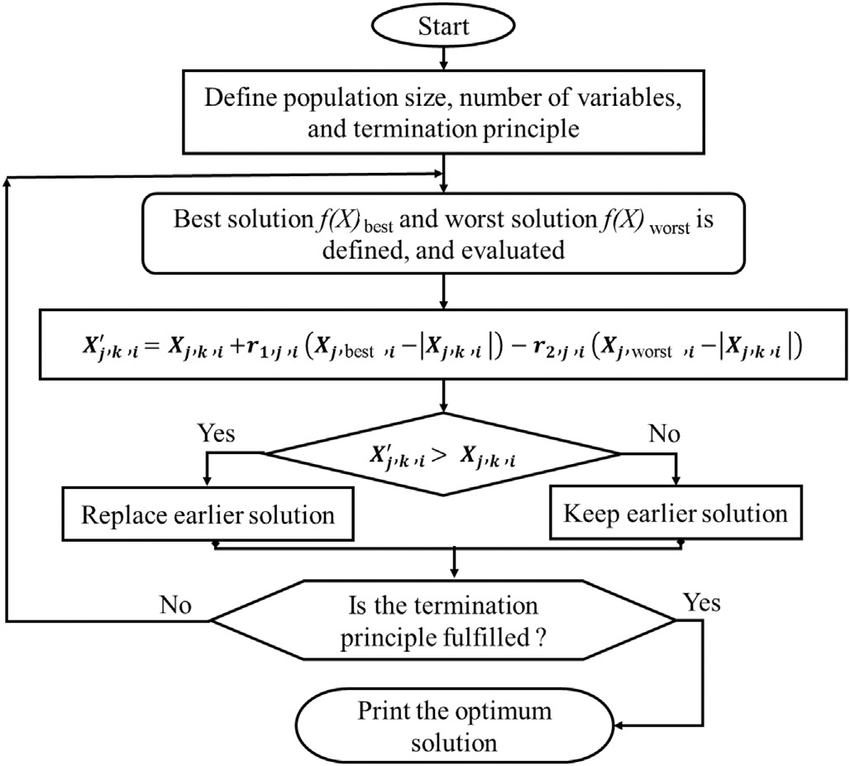 Start
Define population size, number of variables,
and termination principle
Best solution f(X) best and worst solution f(X) worst is
defined, and evaluated
X′j,k,i = Xj,k,i +r1,j,i (Xj,best ,i −|Xj,k,i|) − r2,j,i (Xj,worst ,i −|Xj,k,i|)
Yes
No
X′j,k,i > Xj,k,i
Replace earlier solution
Keep earlier solution
No
Is the termination
principle fulfilled ?
Yes
Print the optimum
solution